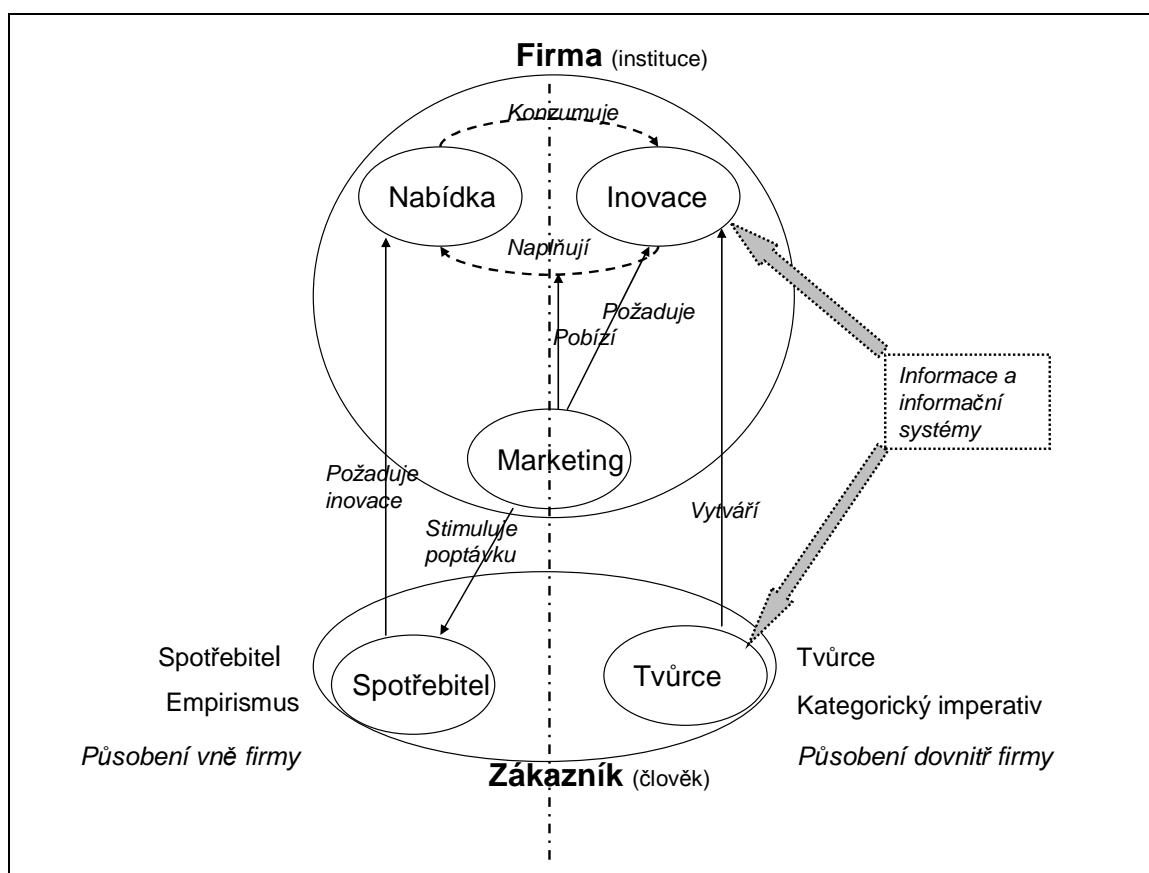 Firma (instituce)
Konzumuje
Nabídka
Inovace
Naplňují
Požaduje
Pobízí
Informace a
informační
systémy
Marketing
Požaduje
inovace
Vytváří
Stimuluje
poptávku
Spotřebitel
Empirismus
Působení vně firmy
Spotřebitel
Tvůrce
Tvůrce
Kategorický imperativ
Působení dovnitř firmy
Zákazník (člověk)